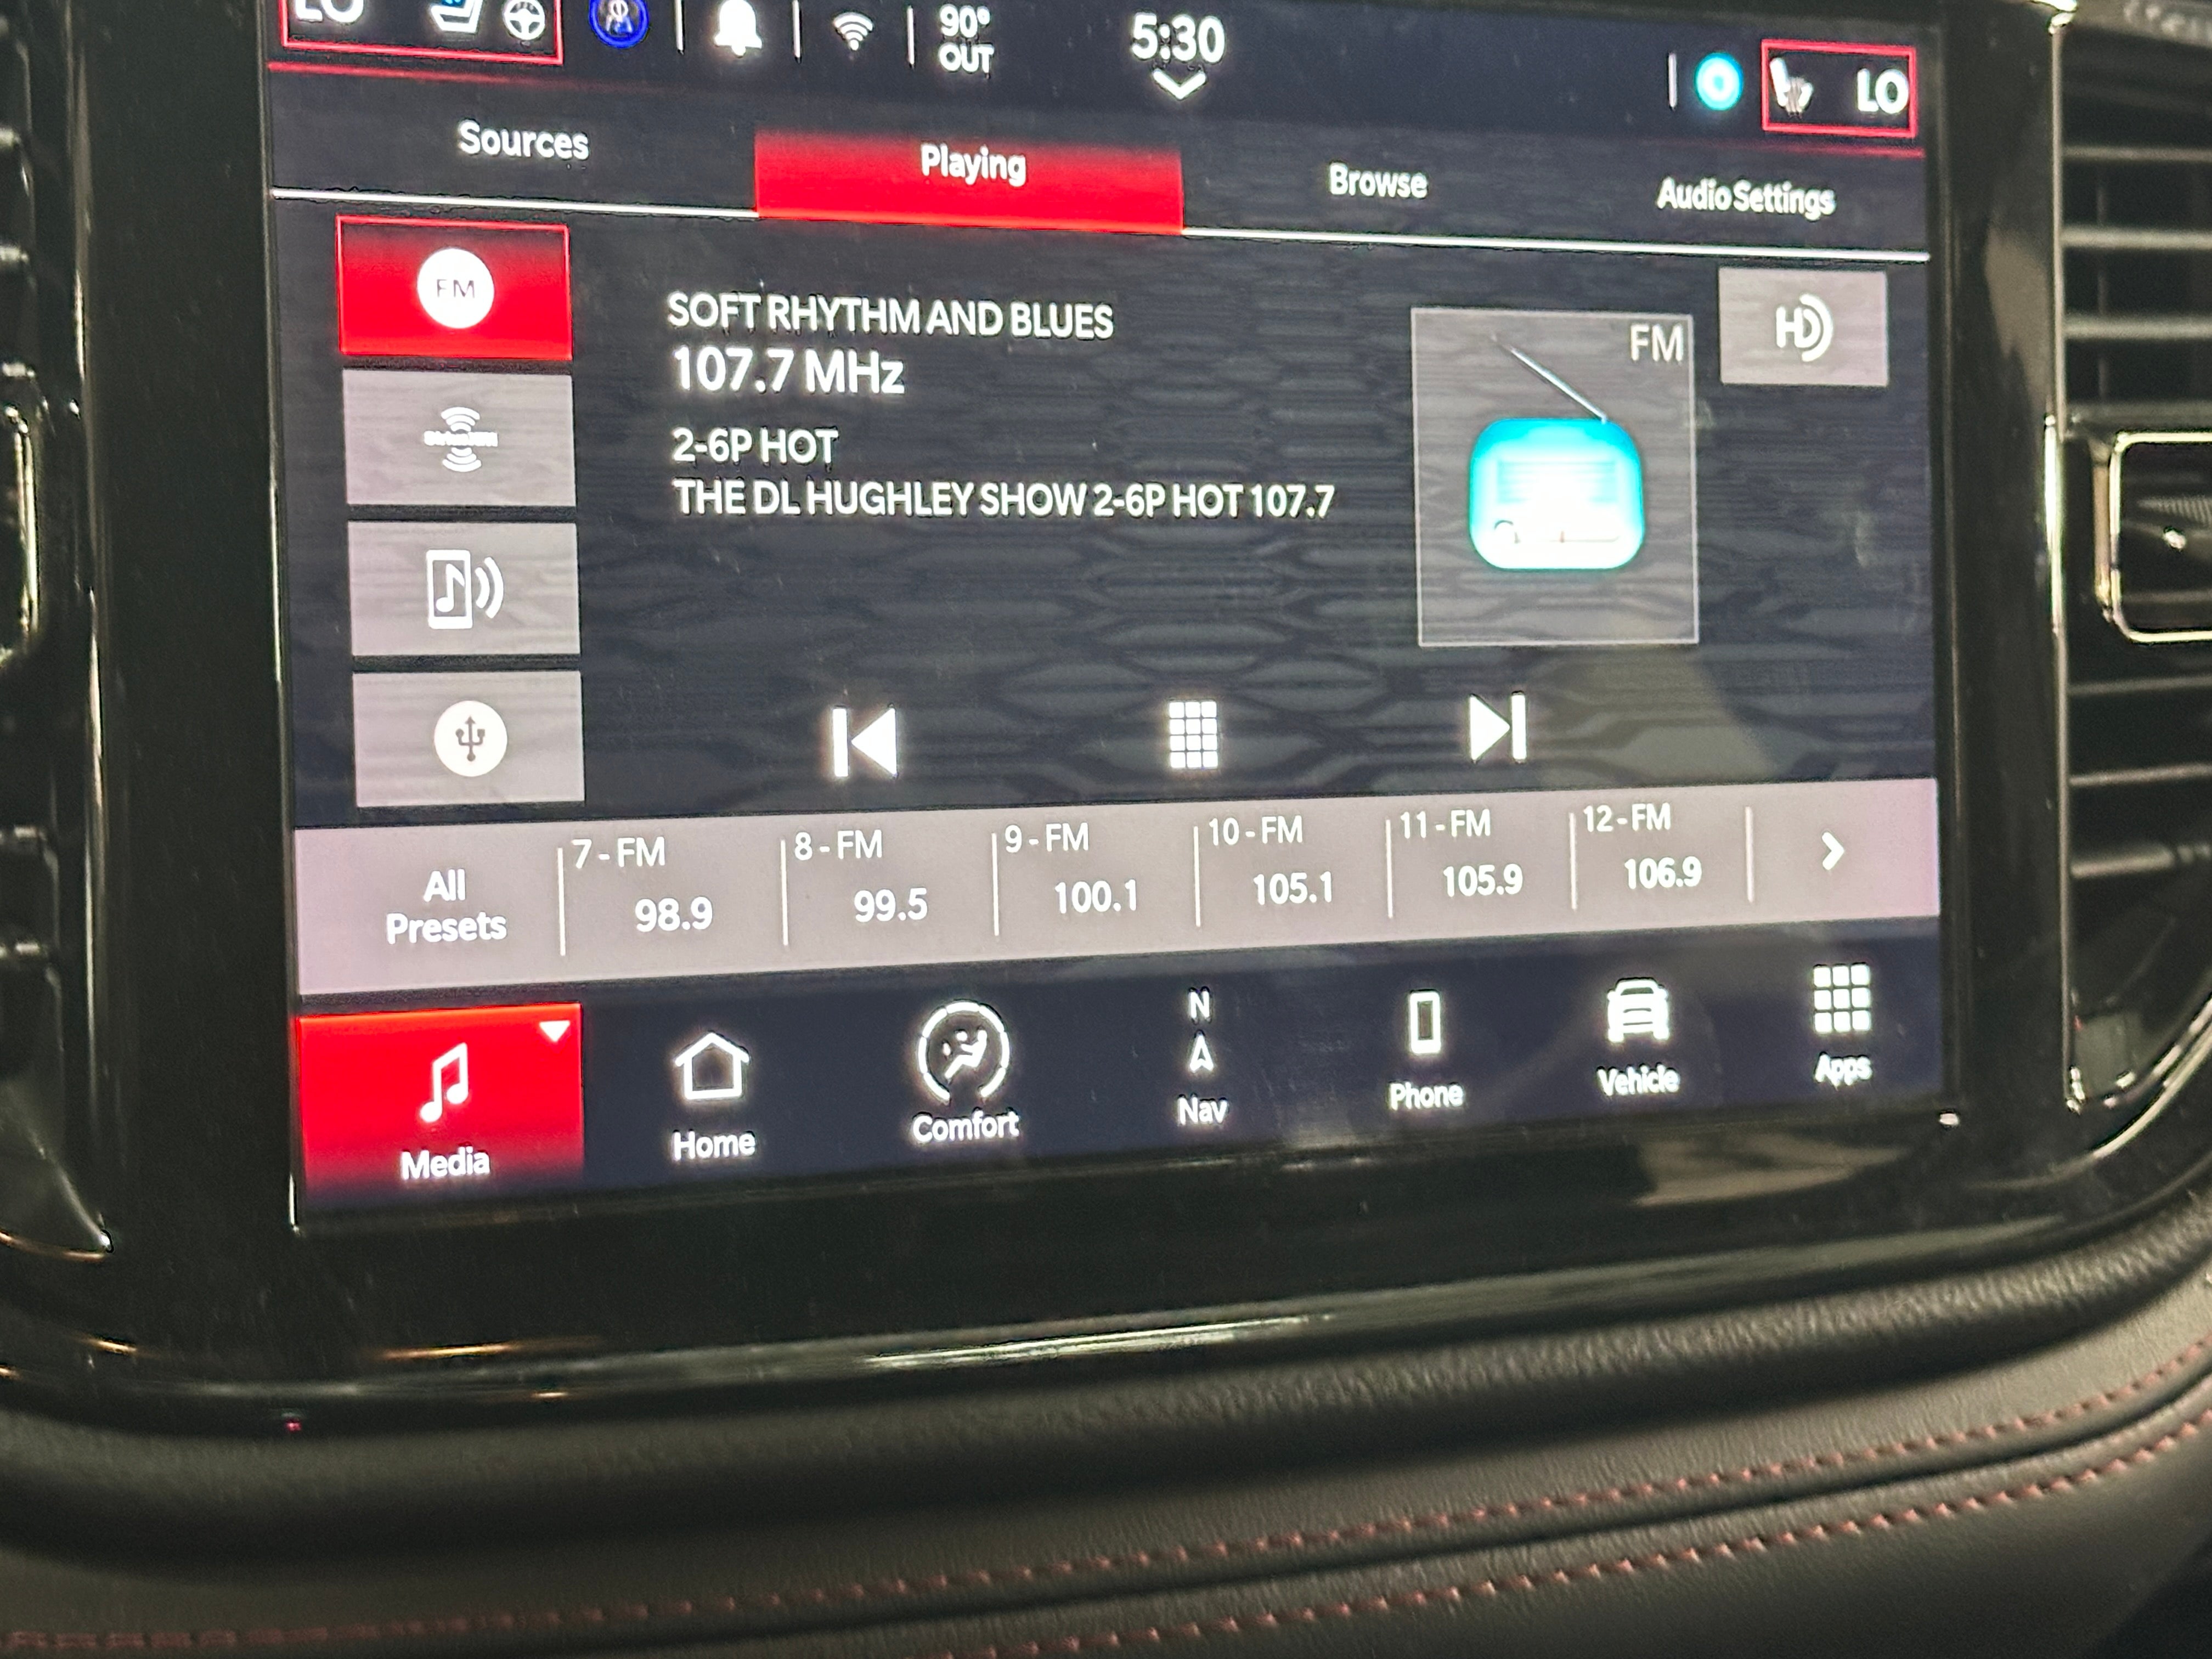 LO
90°
OUT
5:30
LO
Sources
Playing
Browse
Audio Settings
FM
SOFT RHYTHM AND BLUES
107.7 MHz
2-6P HOT
THE DL HUGHLEY SHOW 2-6P HOT 107.7
FM
HD
All
Presets
7-FM
98.9
8-FM
99.5
9-FM
100.1
10-FM
105.1
11-FM
105.9
12-FM
106.9
Media
Home
Comfort
N
Nav
Phone
Vehicle
Apps